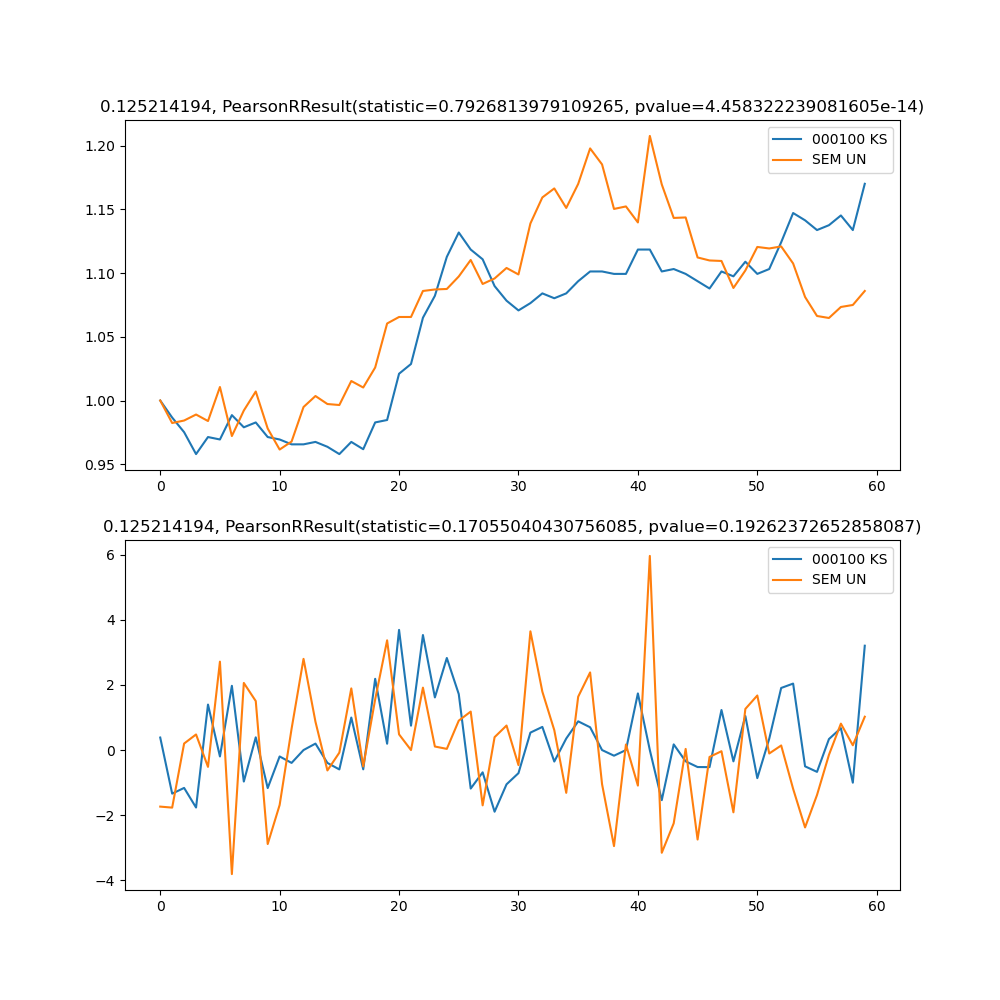 0.125214194, PearsonRResult(statistic=0.7926813979109265, pvalue=4.458322239081605e-14)
000100 KS
SEM UN
1.20
1.15
1.10
1.05
1.00
0.95
0 10 20 30 40 50 60
0.125214194, PearsonRResult(statistic=0.17055040430756085, pvalue=0.19262372652858087)
000100 KS
SEM UN
6
4
2
0
−2
−4
0 10 20 30 40 50 60